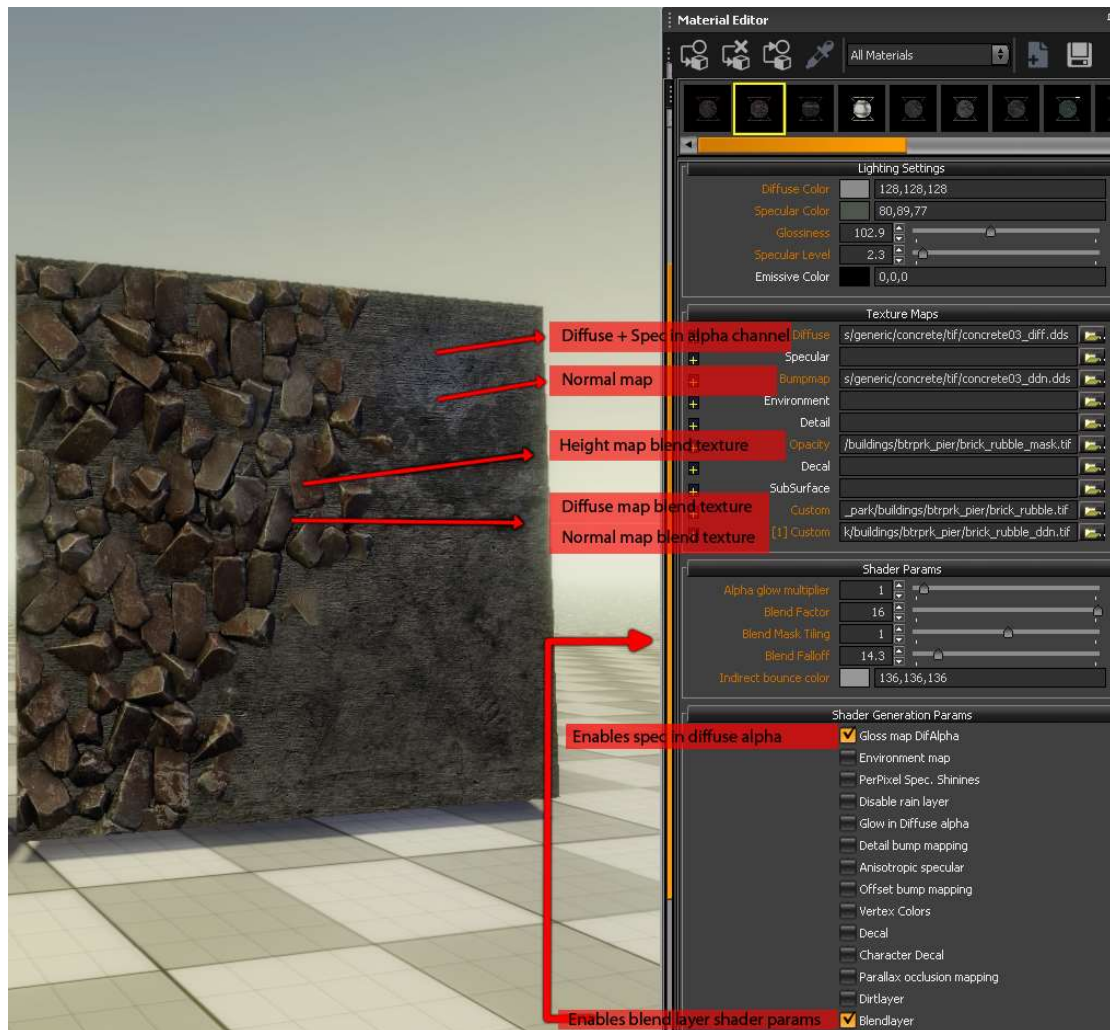 Material Editor
All Materials
Lighting Settings
Diffuse Color 128,128,128
Specular Color 80,89,77
Glossiness 102.9
Specular Level 2.3
Emissive Color 0,0,0
Texture Maps
Diffuse + Spec in alpha channel Diffuse s/generic/concrete/tif/concrete03_diff.dds
Specular
Normal map Bumpmap s/generic/concrete/tif/concrete03_ddn.dds
Environment
Detail
Height map blend texture Opacity /buildings/btrprk_pier/brick_rubble_mask.tif
Decal
SubSurface
Diffuse map blend texture Custom _park/buildings/btrprk_pier/brick_rubble.tif
Normal map blend texture [1] Custom k/buildings/btrprk_pier/brick_rubble_ddn.tif
Shader Params
Alpha glow multiplier 1
Blend Factor 16
Blend Mask Tiling 1
Blend Falloff 14.3
Indirect bounce color 136,136,136
Shader Generation Params
Enables spec in diffuse alpha Gloss map DifAlpha
Environment map
PerPixel Spec. Shinines
Disable rain layer
Glow in Diffuse alpha
Detail bump mapping
Anisotropic specular
Offset bump mapping
Vertex Colors
Decal
Character Decal
Parallax occlusion mapping
Dirtlayer
Enables blend layer shader params Blendlayer